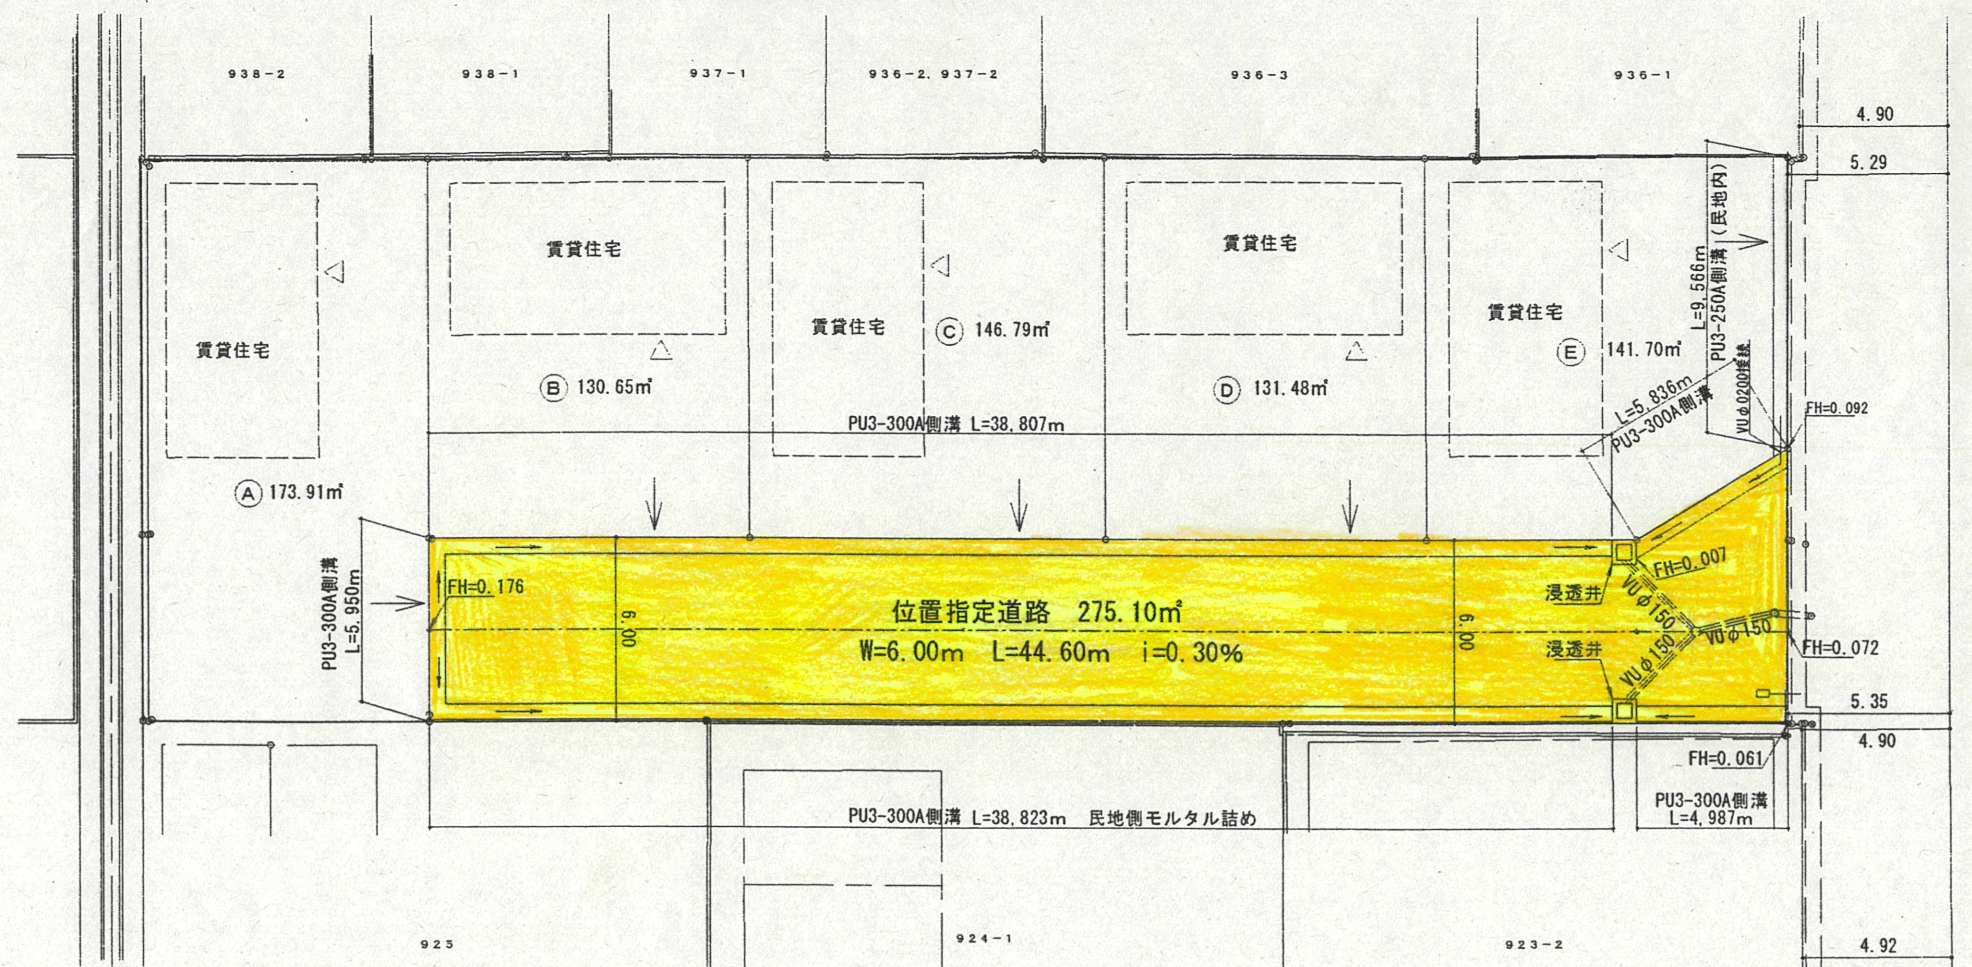 938-2
938-1
937-1
936-2. 937-2
936-3
936-1
4.90
5.29
賃貸住宅
賃貸住宅
賃貸住宅
賃貸住宅
賃貸住宅
A 173.91㎡
B 130.65㎡
C 146.79㎡
D 131.48㎡
E 141.70㎡
L=9,566m
PU3-250A側溝(民地内)
L=5,836m
PU3-300A側溝
VUφ0200接続
FH=0.092
PU3-300A側溝 L=38,807m
PU3-300A側溝
L=5.950m
FH=0.176
6.00
位置指定道路 275.10㎡
W=6.00m L=44.60m i=0.30%
6.00
浸透井
浸透井
FH=0.007
VUφ150
VUφ150
VUφ150
FH=0.072
5.35
4.90
FH=0.061
PU3-300A側溝
L=4,987m
PU3-300A側溝 L=38,823m 民地側モルタル詰め
925
924-1
923-2
4.92